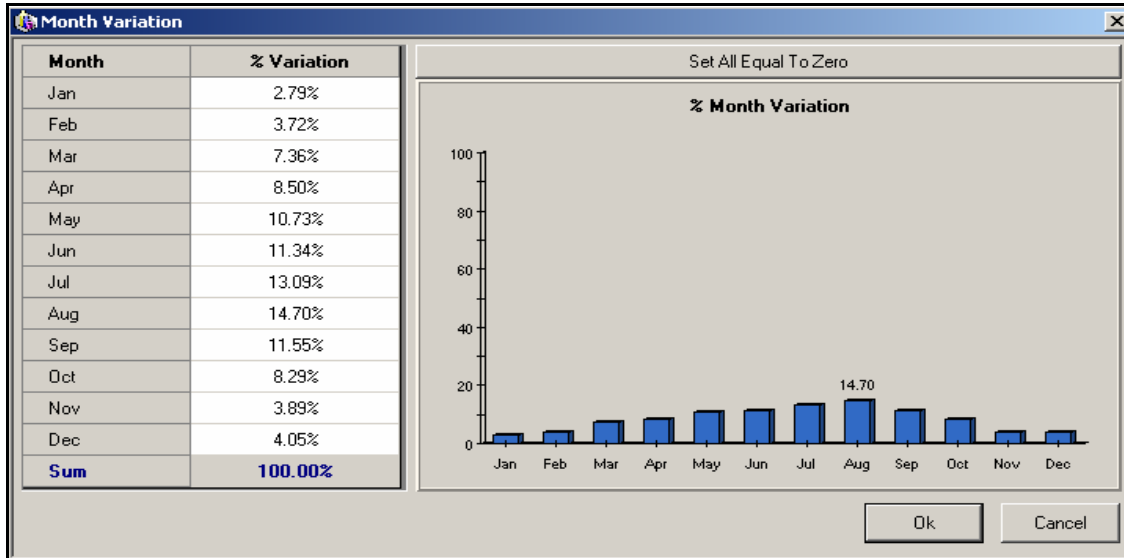 Month Variation
Month % Variation
Jan 2.79%
Feb 3.72%
Mar 7.36%
Apr 8.50%
May 10.73%
Jun 11.34%
Jul 13.09%
Aug 14.70%
Sep 11.55%
Oct 8.29%
Nov 3.89%
Dec 4.05%
Sum 100.00%
Set All Equal To Zero
% Month Variation
100
80
60
40
20
0
14.70
Jan Feb Mar Apr May Jun Jul Aug Sep Oct Nov Dec
Ok Cancel